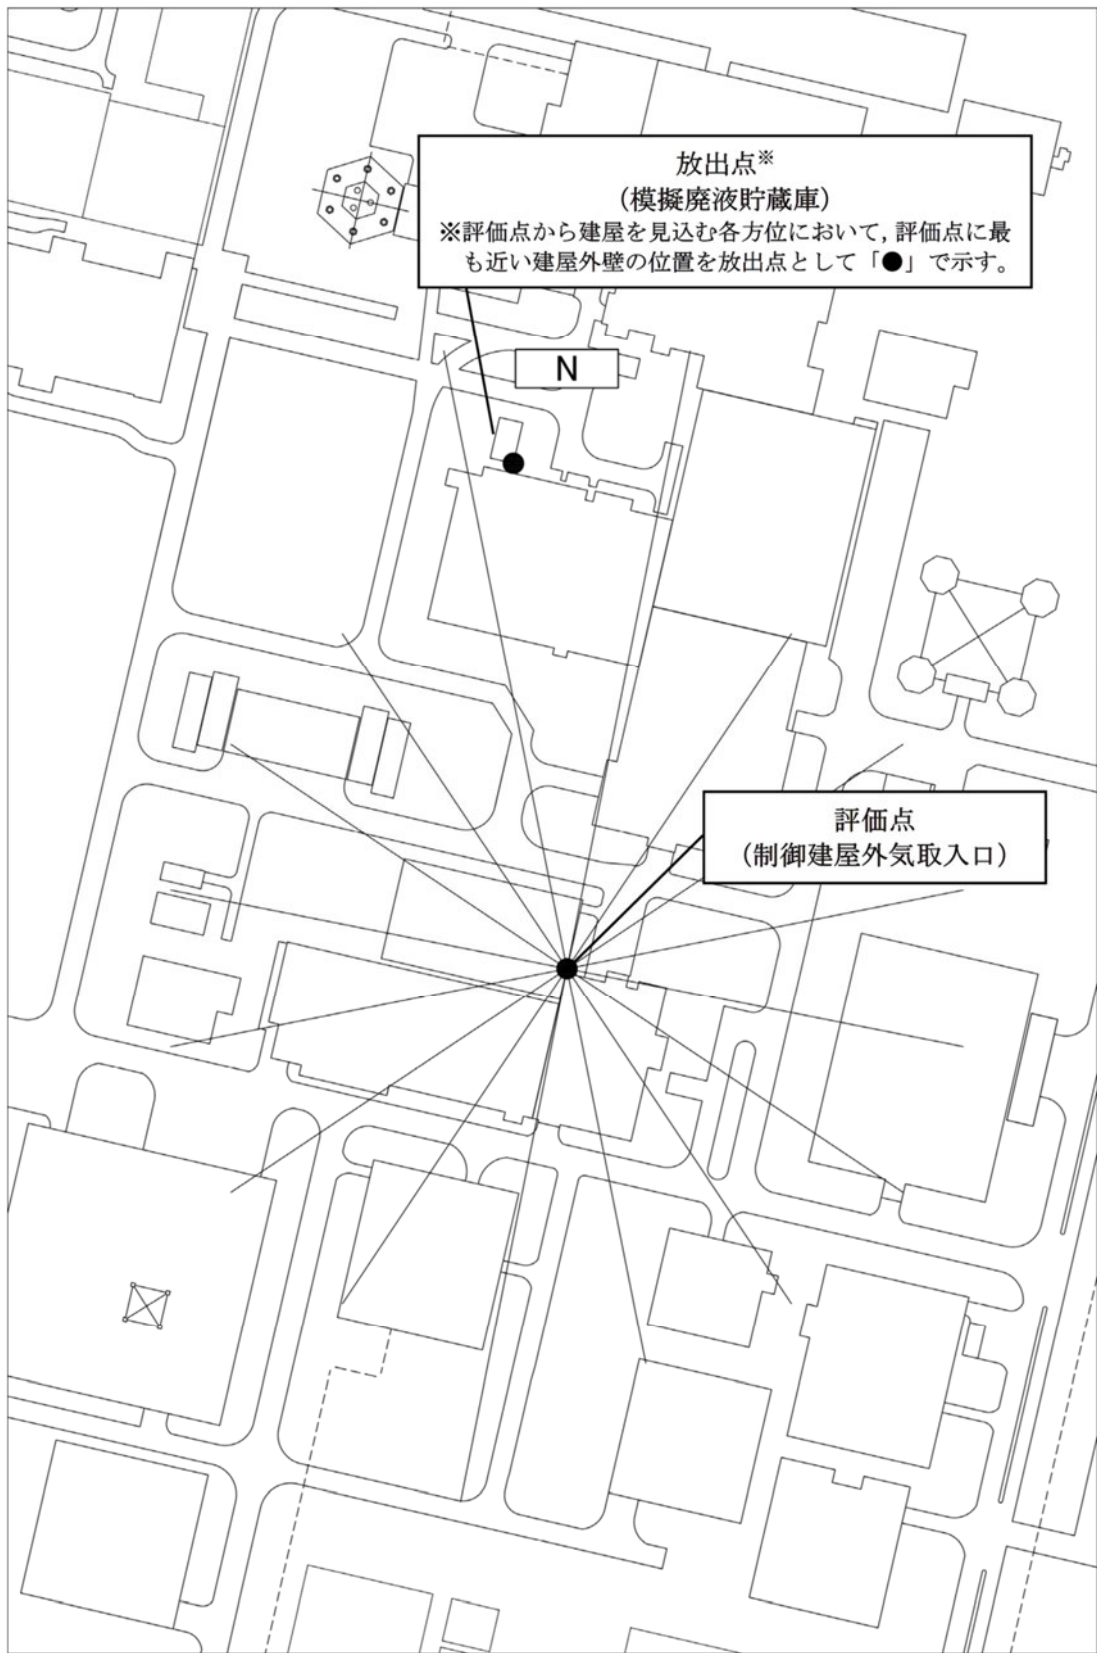 放出点※
（模擬廃液貯蔵庫）
※評価点から建屋を見込む各方位において，評価点に最
も近い建屋外壁の位置を放出点として「●」で示す。
N
評価点
（制御建屋外気取入口）